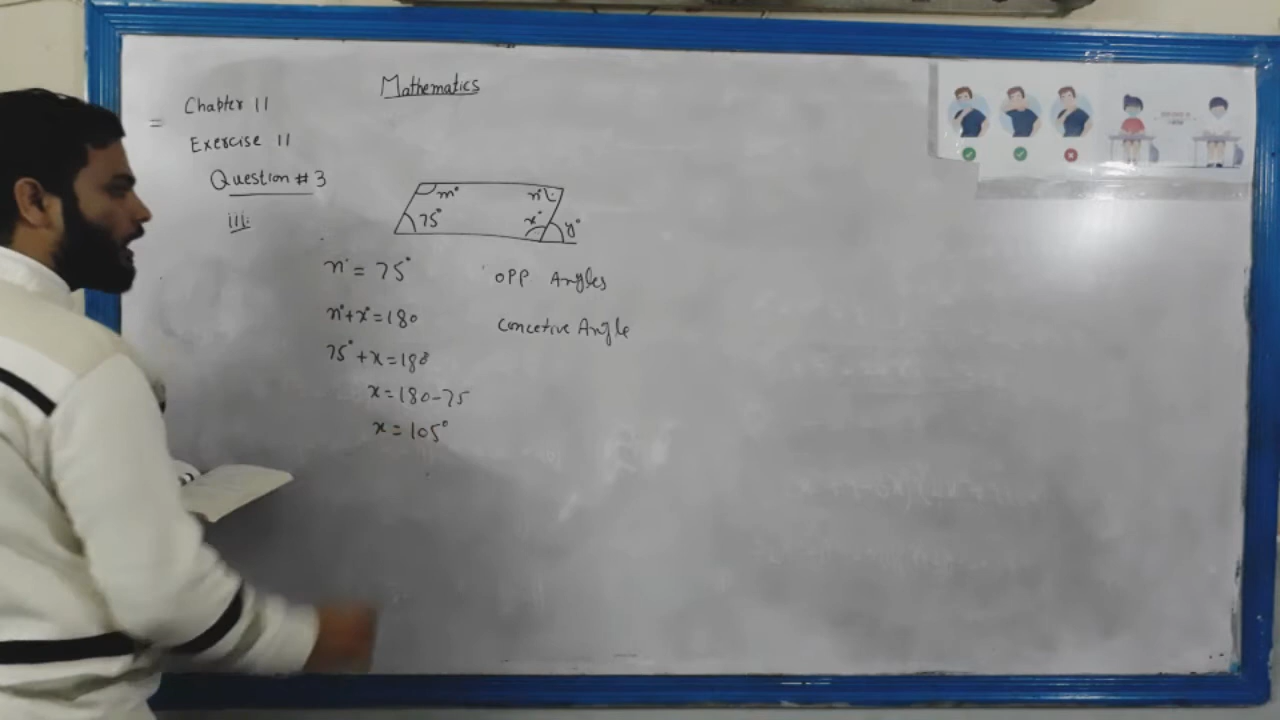 Mathematics
= Chapter 11
Exercise 11
Question # 3
iii.
m° n°
75° x° y°
n° = 75° OPP Angles
n°+x°=180 Concetive Angle
75°+x=180
x=180-75
x=105°